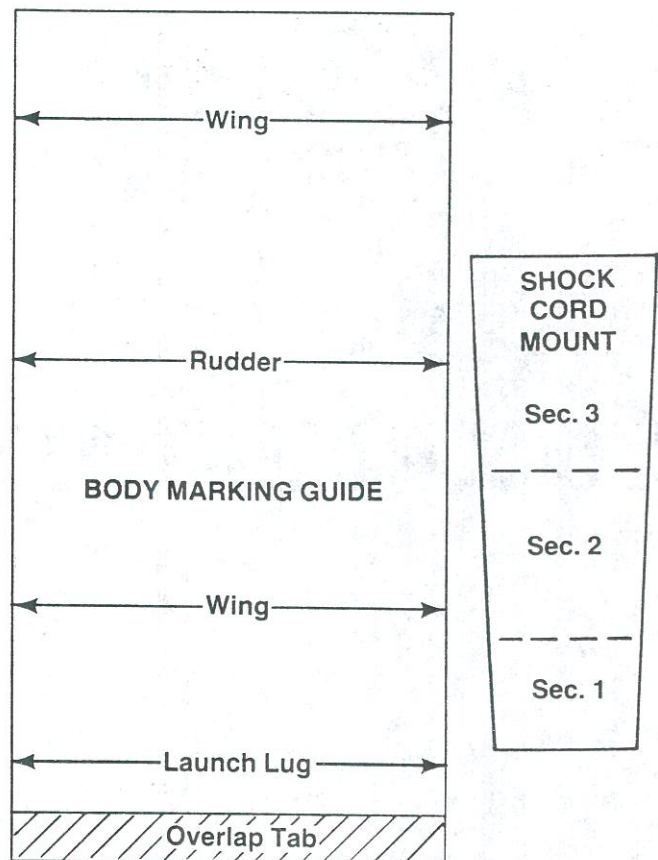 Wing
Rudder
BODY MARKING GUIDE
Wing
Launch Lug
Overlap Tab
SHOCK
CORD
MOUNT
Sec. 3
Sec. 2
Sec. 1